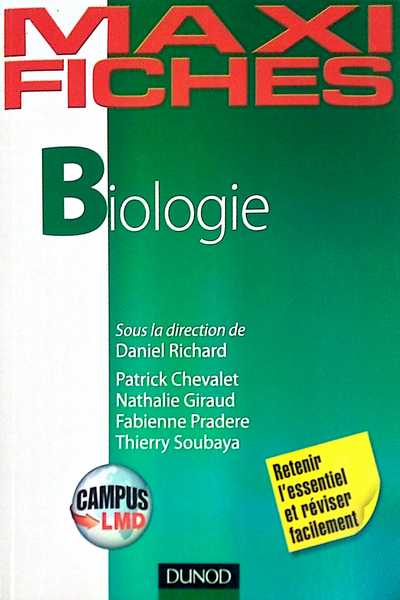 MAXI
FICHES
Biologie
Sous la direction de
Daniel Richard
Patrick Chevalet
Nathalie Giraud
Fabienne Pradere
Thierry Soubaya
CAMPUS
LMD
Retenir
l'essentiel
et réviser
facilement
DUNOD